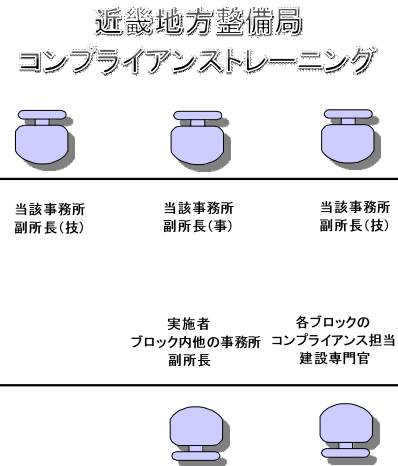 近畿地方整備局
コンプライアンストレーニング
当該事務所
副所長(技)
当該事務所
副所長(事)
当該事務所
副所長(技)
実施者
ブロック内他の事務所
副所長
各ブロックの
コンプライアンス担当
建設専門官